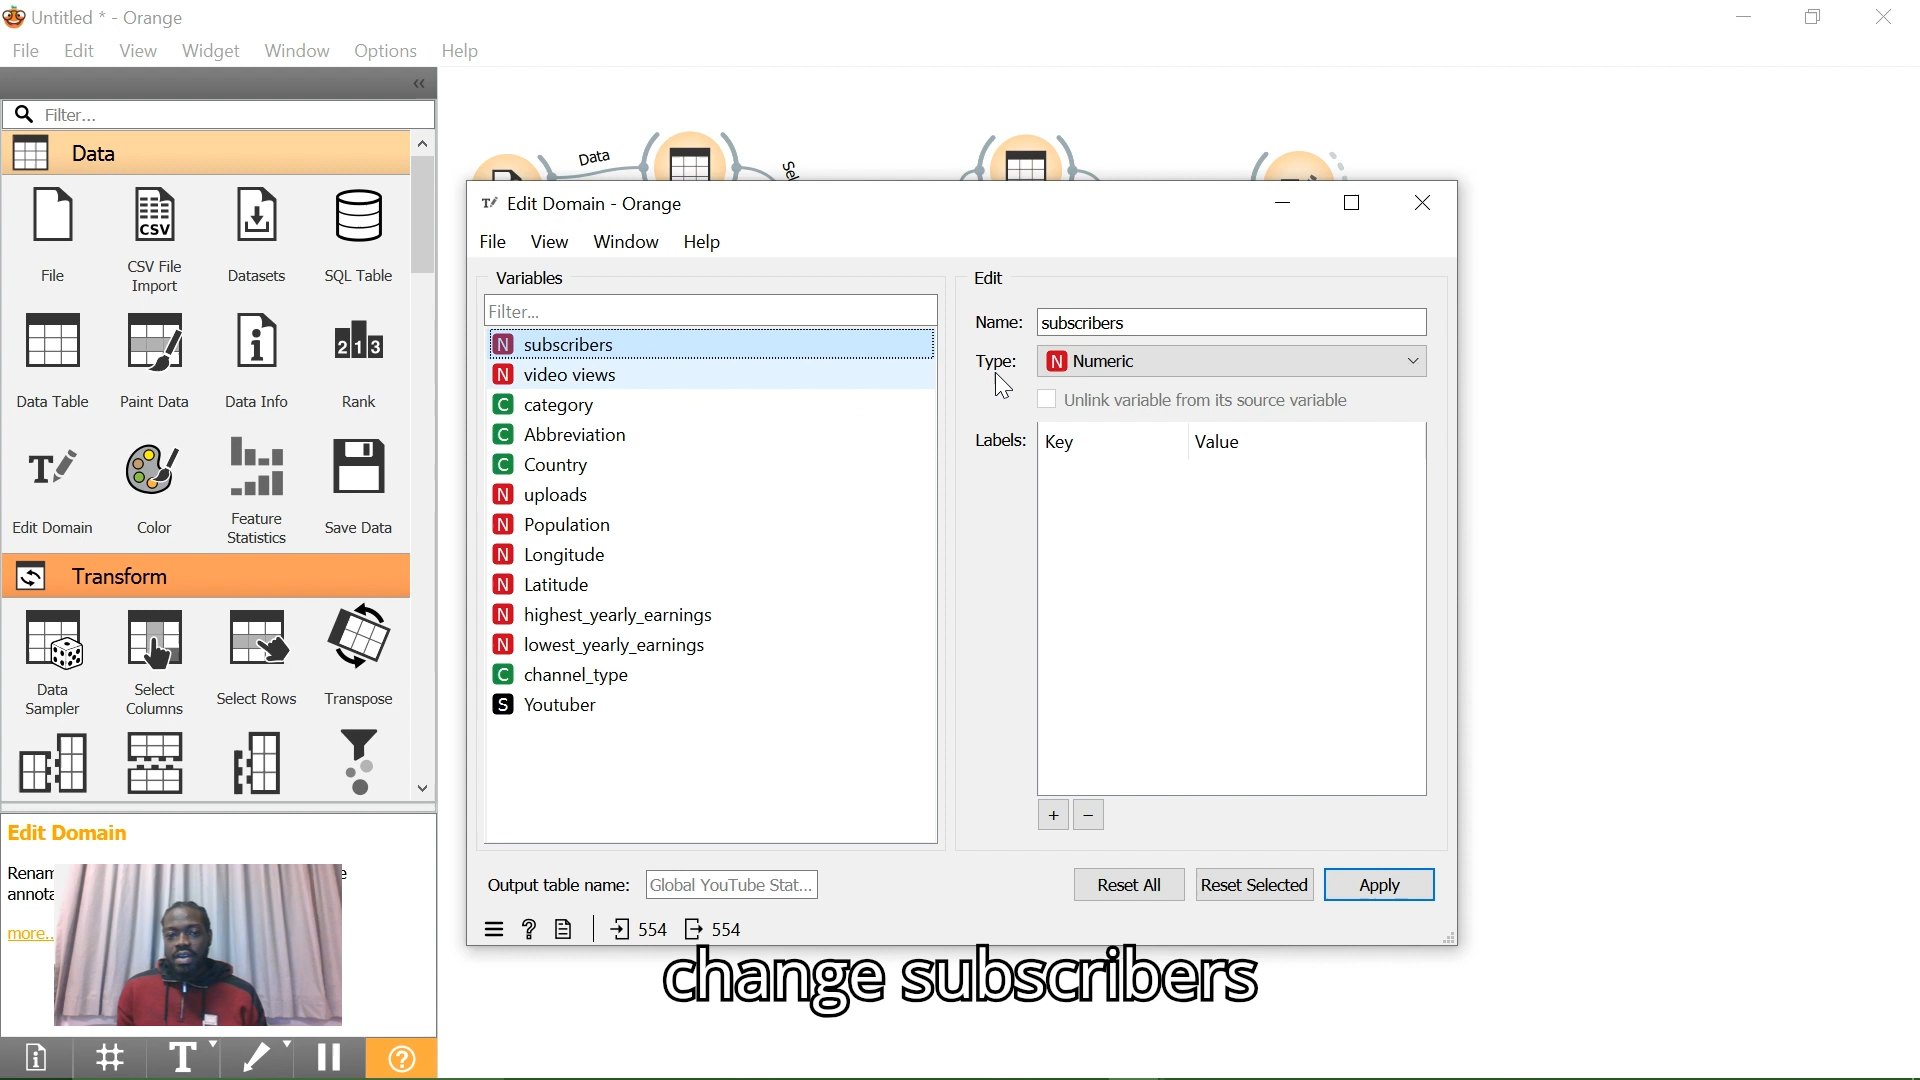 Untitled * - Orange
File Edit View Widget Window Options Help
Filter...
Data
File
CSV
CSV File
Import
Datasets
SQL Table
Data Table
Paint Data
Data Info
2 1 3
Rank
Edit Domain
Color
Feature
Statistics
Save Data
Transform
Data
Sampler
Select
Columns
Select Rows
Transpose
Edit Domain
more..
Data
Edit Domain - Orange
File View Window Help
Variables
Filter...
N subscribers
N video views
C category
C Abbreviation
C Country
N uploads
N Population
N Longitude
N Latitude
N highest_yearly_earnings
N lowest_yearly_earnings
C channel_type
S Youtuber
Edit
Name: subscribers
Type: N Numeric
Unlink variable from its source variable
Labels: Key Value
+ −
Output table name: Global YouTube Stat...
Reset All Reset Selected Apply
554 554
change subscribers